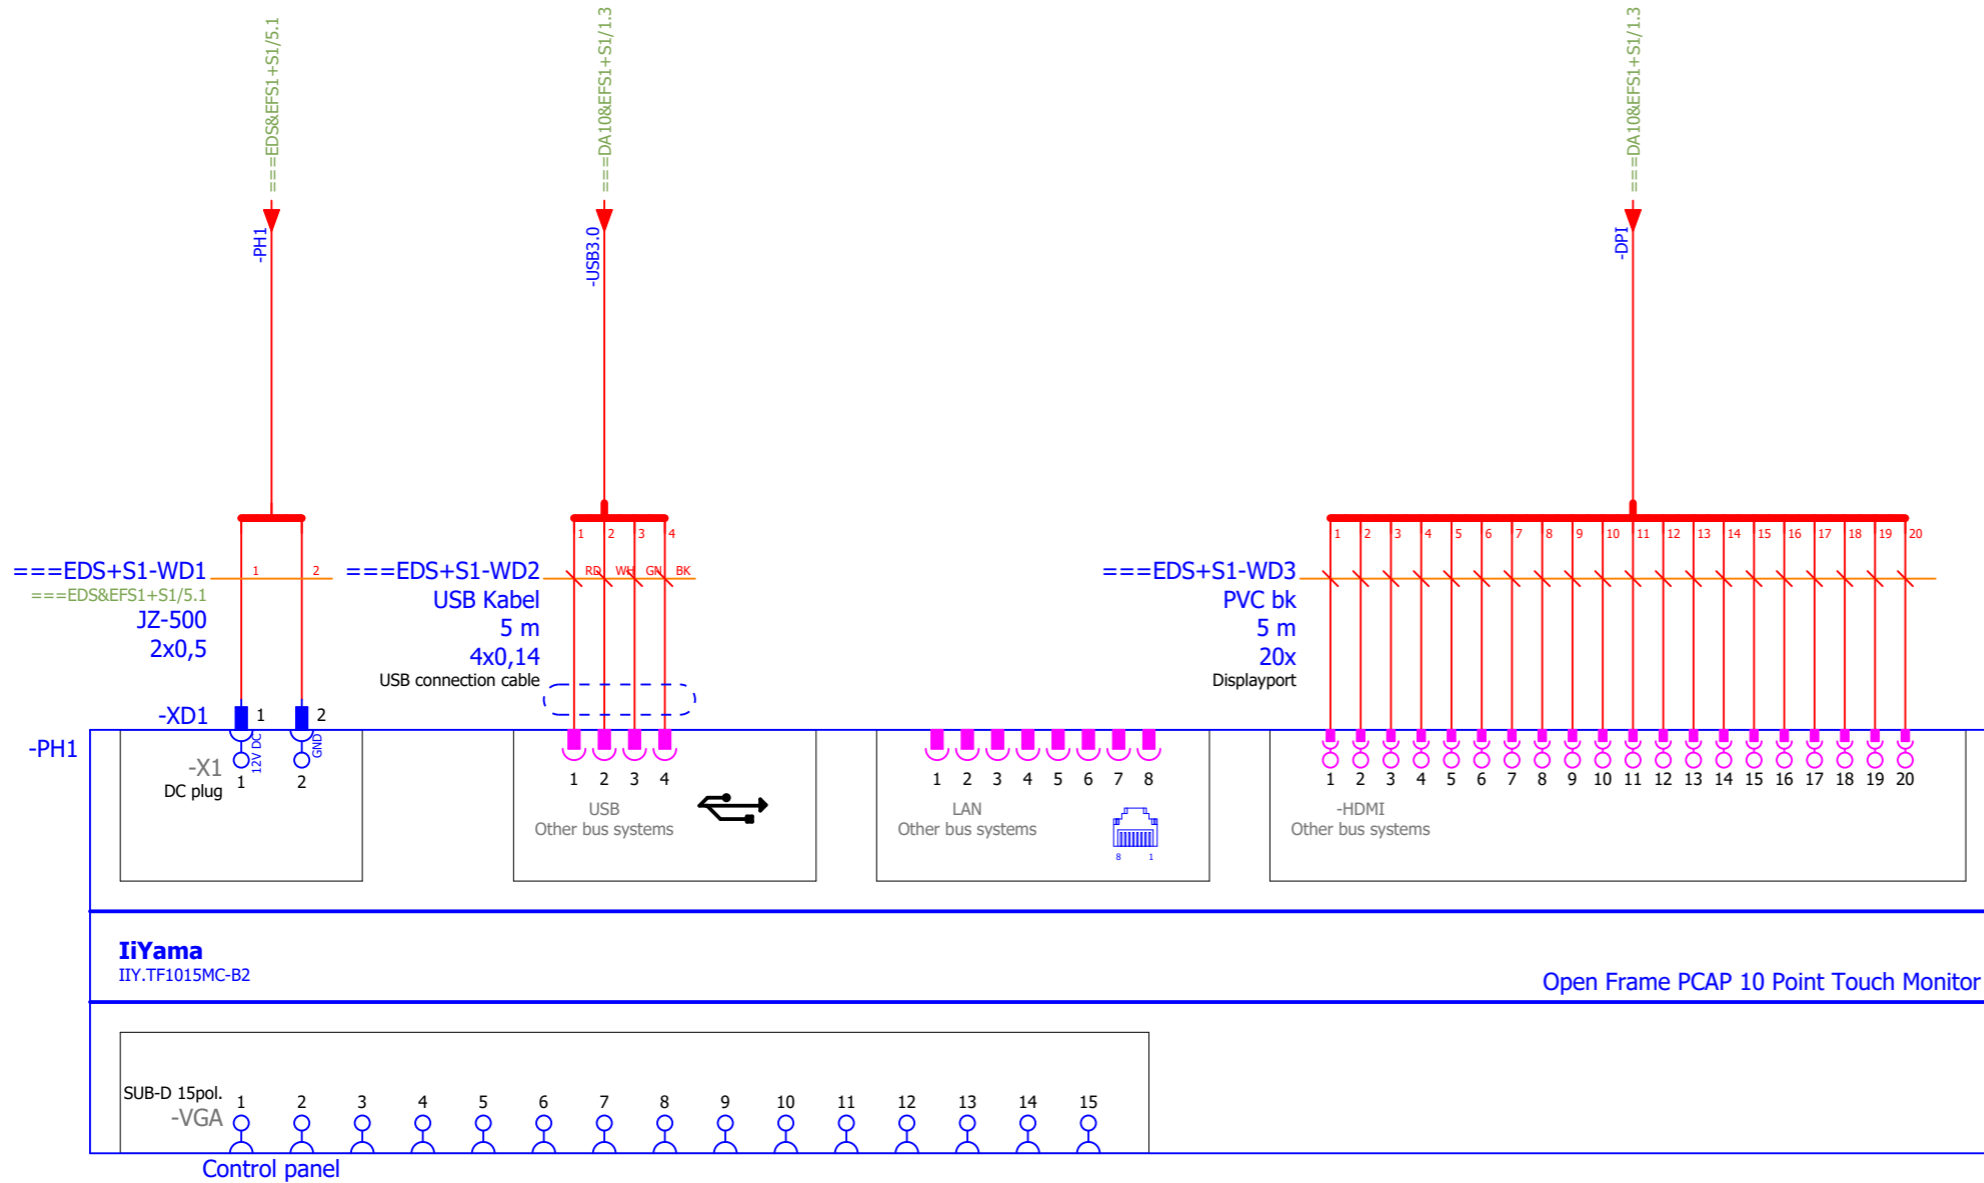 ===EDS&EFS1+S1/5.1
===DA10&EFS1+S1/1.3
===DA10&EFS1+S1/1.3
-PH1
-USB3.0
-DPI
1 2 3 4
1 2 3 4 5 6 7 8 9 10 11 12 13 14 15 16 17 18 19 20
===EDS+S1-WD1
1 2
===EDS&EFS1+S1/5.1
JZ-500
2x0,5
===EDS+S1-WD2
RD WH GN BK
USB Kabel
5 m
4x0,14
USB connection cable
===EDS+S1-WD3
PVC bk
5 m
20x
Displayport
-XD1
1 2
-PH1
12V DC
GND
-X1
DC plug
1 2
1 2 3 4
USB
Other bus systems
1 2 3 4 5 6 7 8
LAN
Other bus systems
8 1
1 2 3 4 5 6 7 8 9 10 11 12 13 14 15 16 17 18 19 20
-HDMI
Other bus systems
IiYama
IIY.TF1015MC-B2
Open Frame PCAP 10 Point Touch Monitor
SUB-D 15pol.
-VGA
1 2 3 4 5 6 7 8 9 10 11 12 13 14 15
Control panel